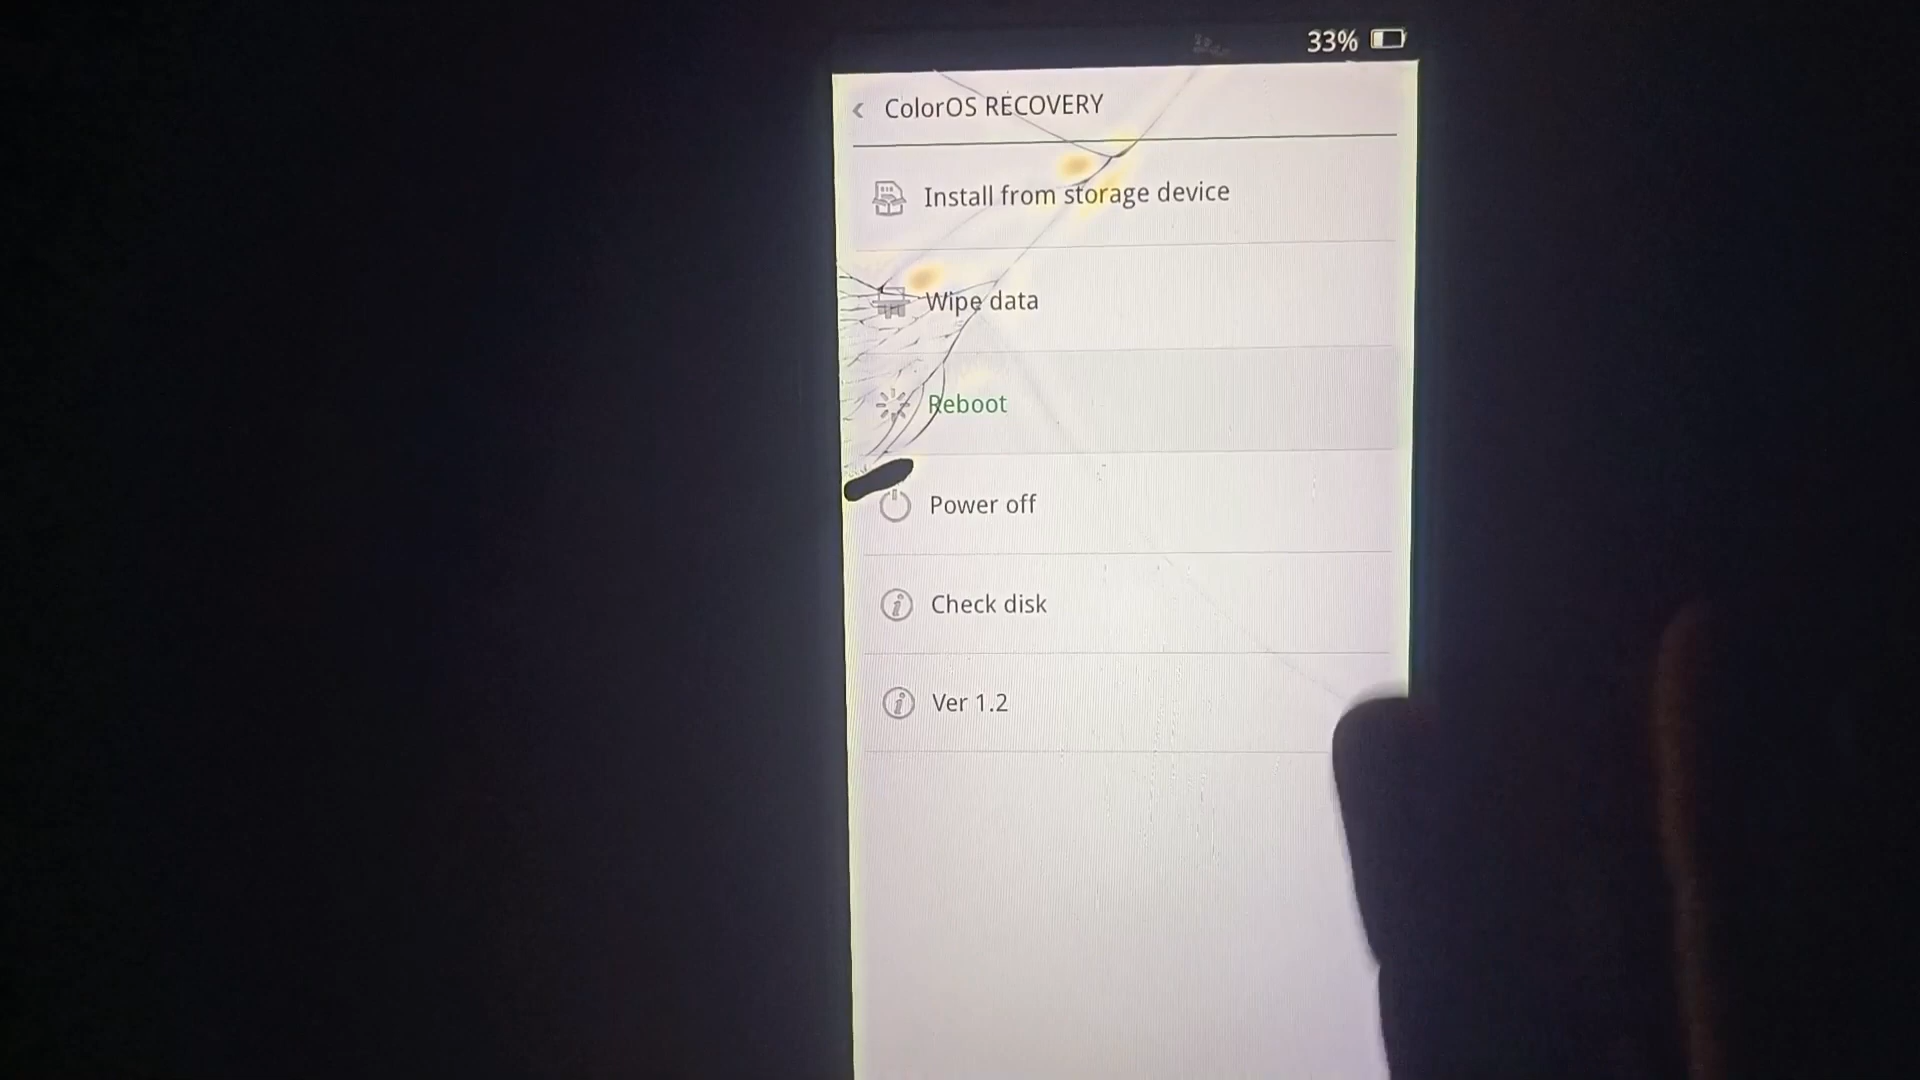 33%
ColorOS RECOVERY
Install from storage device
Wipe data
Reboot
Power off
Check disk
Ver 1.2